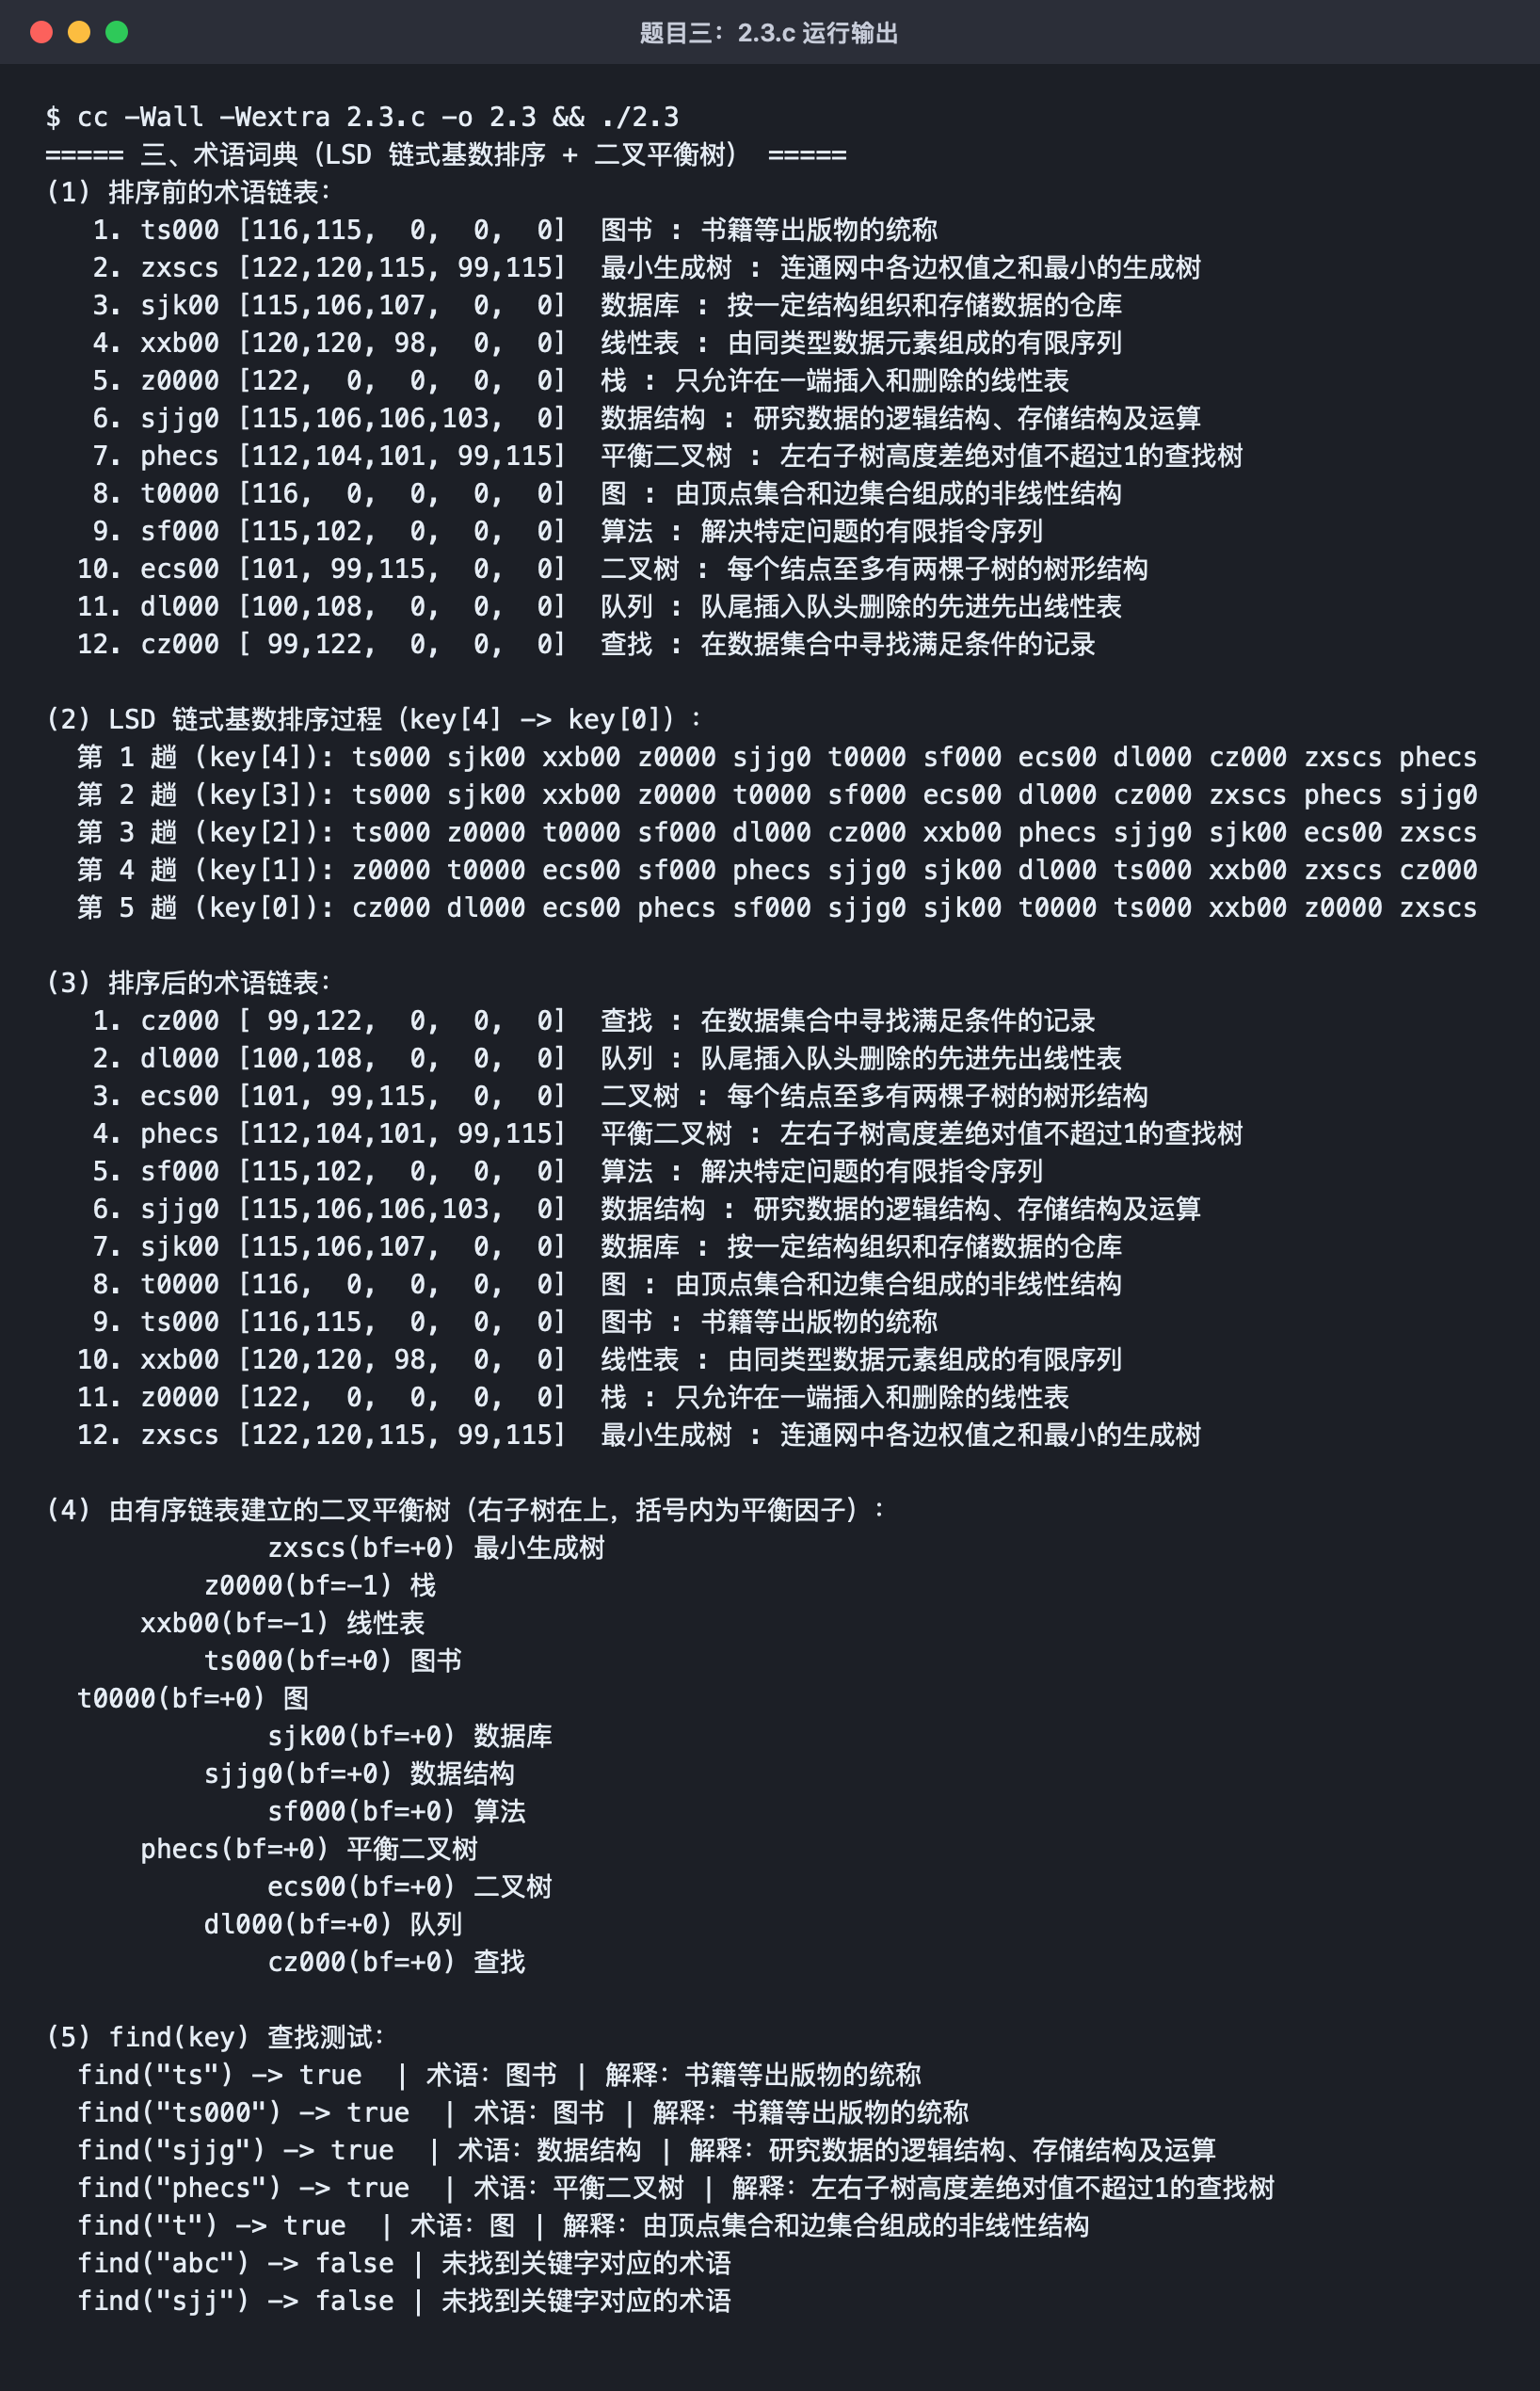 题目三：2.3.c 运行输出
$ cc -Wall -Wextra 2.3.c -o 2.3 && ./2.3
===== 三、术语词典（LSD 链式基数排序 + 二叉平衡树） =====
(1) 排序前的术语链表：
   1. ts000 [116,115,  0,  0,  0]  图书 : 书籍等出版物的统称
   2. zxscs [122,120,115, 99,115]  最小生成树 : 连通网中各边权值之和最小的生成树
   3. sjk00 [115,106,107,  0,  0]  数据库 : 按一定结构组织和存储数据的仓库
   4. xxb00 [120,120, 98,  0,  0]  线性表 : 由同类型数据元素组成的有限序列
   5. z0000 [122,  0,  0,  0,  0]  栈 : 只允许在一端插入和删除的线性表
   6. sjjg0 [115,106,106,103,  0]  数据结构 : 研究数据的逻辑结构、存储结构及运算
   7. phecs [112,104,101, 99,115]  平衡二叉树 : 左右子树高度差绝对值不超过1的查找树
   8. t0000 [116,  0,  0,  0,  0]  图 : 由顶点集合和边集合组成的非线性结构
   9. sf000 [115,102,  0,  0,  0]  算法 : 解决特定问题的有限指令序列
  10. ecs00 [101, 99,115,  0,  0]  二叉树 : 每个结点至多有两棵子树的树形结构
  11. dl000 [100,108,  0,  0,  0]  队列 : 队尾插入队头删除的先进先出线性表
  12. cz000 [ 99,122,  0,  0,  0]  查找 : 在数据集合中寻找满足条件的记录
(2) LSD 链式基数排序过程（key[4] -> key[0]）：
  第 1 趟 (key[4]): ts000 sjk00 xxb00 z0000 sjjg0 t0000 sf000 ecs00 dl000 cz000 zxscs phecs
  第 2 趟 (key[3]): ts000 sjk00 xxb00 z0000 t0000 sf000 ecs00 dl000 cz000 zxscs phecs sjjg0
  第 3 趟 (key[2]): ts000 z0000 t0000 sf000 dl000 cz000 xxb00 phecs sjjg0 sjk00 ecs00 zxscs
  第 4 趟 (key[1]): z0000 t0000 ecs00 sf000 phecs sjjg0 sjk00 dl000 ts000 xxb00 zxscs cz000
  第 5 趟 (key[0]): cz000 dl000 ecs00 phecs sf000 sjjg0 sjk00 t0000 ts000 xxb00 z0000 zxscs
(3) 排序后的术语链表：
   1. cz000 [ 99,122,  0,  0,  0]  查找 : 在数据集合中寻找满足条件的记录
   2. dl000 [100,108,  0,  0,  0]  队列 : 队尾插入队头删除的先进先出线性表
   3. ecs00 [101, 99,115,  0,  0]  二叉树 : 每个结点至多有两棵子树的树形结构
   4. phecs [112,104,101, 99,115]  平衡二叉树 : 左右子树高度差绝对值不超过1的查找树
   5. sf000 [115,102,  0,  0,  0]  算法 : 解决特定问题的有限指令序列
   6. sjjg0 [115,106,106,103,  0]  数据结构 : 研究数据的逻辑结构、存储结构及运算
   7. sjk00 [115,106,107,  0,  0]  数据库 : 按一定结构组织和存储数据的仓库
   8. t0000 [116,  0,  0,  0,  0]  图 : 由顶点集合和边集合组成的非线性结构
   9. ts000 [116,115,  0,  0,  0]  图书 : 书籍等出版物的统称
  10. xxb00 [120,120, 98,  0,  0]  线性表 : 由同类型数据元素组成的有限序列
  11. z0000 [122,  0,  0,  0,  0]  栈 : 只允许在一端插入和删除的线性表
  12. zxscs [122,120,115, 99,115]  最小生成树 : 连通网中各边权值之和最小的生成树
(4) 由有序链表建立的二叉平衡树（右子树在上，括号内为平衡因子）：
              zxscs(bf=+0) 最小生成树
          z0000(bf=-1) 栈
      xxb00(bf=-1) 线性表
          ts000(bf=+0) 图书
  t0000(bf=+0) 图
              sjk00(bf=+0) 数据库
          sjjg0(bf=+0) 数据结构
              sf000(bf=+0) 算法
      phecs(bf=+0) 平衡二叉树
              ecs00(bf=+0) 二叉树
          dl000(bf=+0) 队列
              cz000(bf=+0) 查找
(5) find(key) 查找测试：
  find("ts") -> true  | 术语：图书 | 解释：书籍等出版物的统称
  find("ts000") -> true  | 术语：图书 | 解释：书籍等出版物的统称
  find("sjjg") -> true  | 术语：数据结构 | 解释：研究数据的逻辑结构、存储结构及运算
  find("phecs") -> true  | 术语：平衡二叉树 | 解释：左右子树高度差绝对值不超过1的查找树
  find("t") -> true  | 术语：图 | 解释：由顶点集合和边集合组成的非线性结构
  find("abc") -> false | 未找到关键字对应的术语
  find("sjj") -> false | 未找到关键字对应的术语